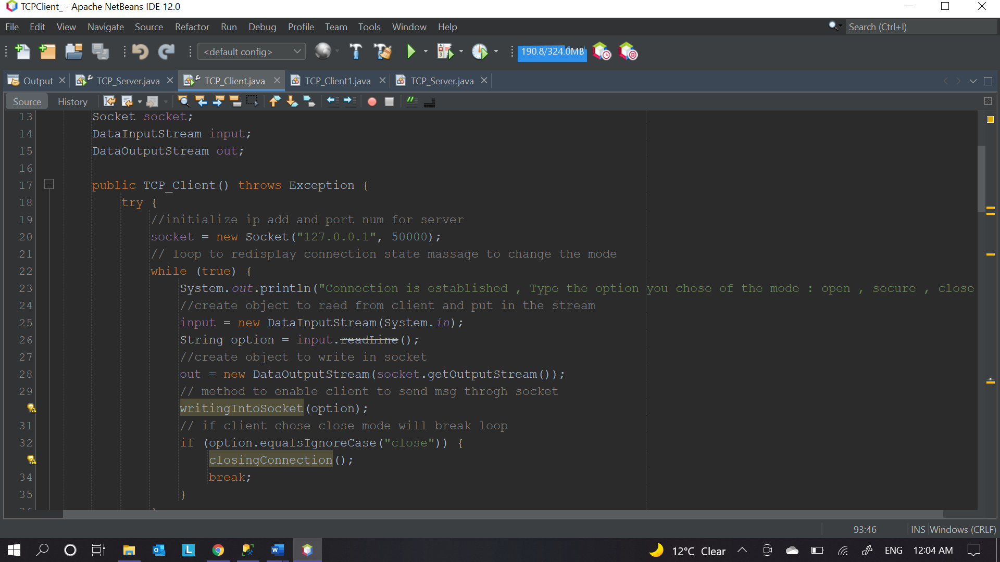 TCPClient_ - Apache NetBeans IDE 12.0
File Edit View Navigate Source Refactor Run Debug Profile Team Tools Window Help
Search (Ctrl+I)
<default config>
190.8/324.0MB
Output TCP_Server.java TCP_Client.java TCP_Client1.java TCP_Server.java
Source History
13 Socket socket;
14 DataInputStream input;
15 DataOutputStream out;
16
17 public TCP_Client() throws Exception {
18 try {
19 //initialize ip add and port num for server
20 socket = new Socket("127.0.0.1", 50000);
21 // loop to redisplay connection state massage to change the mode
22 while (true) {
23 System.out.println("Connection is established , Type the option you chose of the mode : open , secure , close
24 //create object to raed from client and put in the stream
25 input = new DataInputStream(System.in);
26 String option = input.readLine();
27 //create object to write in socket
28 out = new DataOutputStream(socket.getOutputStream());
29 // method to enable client to send msg throgh socket
writingIntoSocket(option);
31 // if client chose close mode will break loop
32 if (option.equalsIgnoreCase("close")) {
closingConnection();
34 break;
35 }
93:46 INS Windows (CRLF)
12°C Clear ENG 12:04 AM